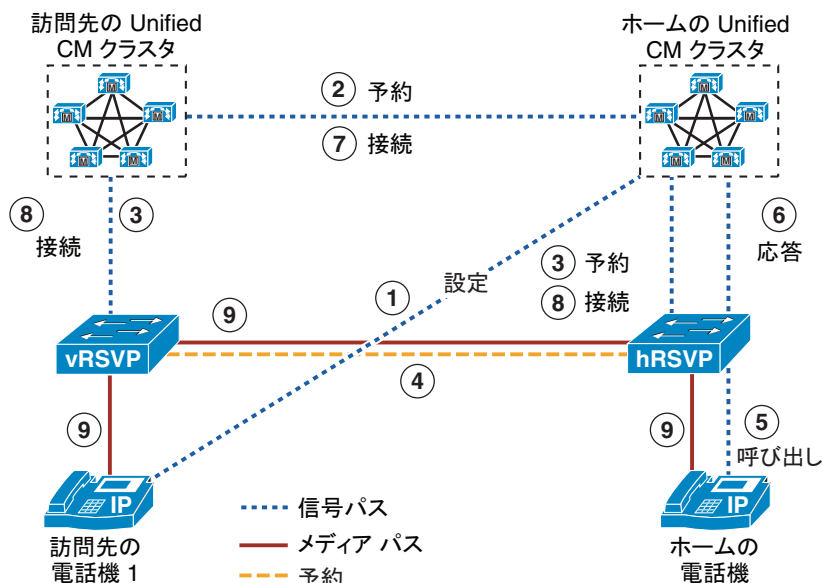 訪問先の Unified
CM クラスタ
ホームの Unified
CM クラスタ
② 予約
⑦ 接続
M M M M M
M M M M M
⑧ ③
接続
⑥
応答
① 設定
③ 予約
⑧ 接続
⑨
vRSVP
hRSVP
④
⑨
⑨
⑤
呼び出し
IP
IP
訪問先の
電話機 1
信号パス
メディア パス
予約
ホームの
電話機